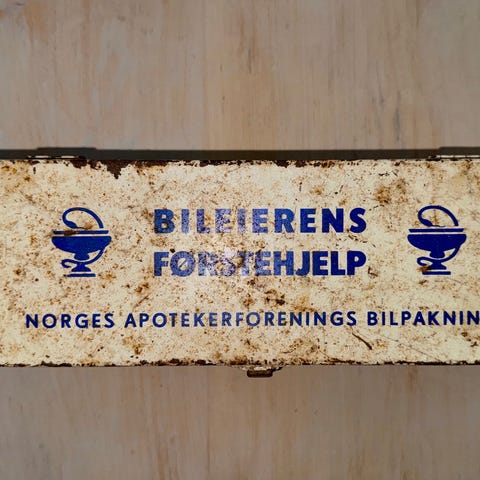 BILEIERENS
FØRSTEHJELP
NORGES APOTEKERFORENINGS BILPAKNIN